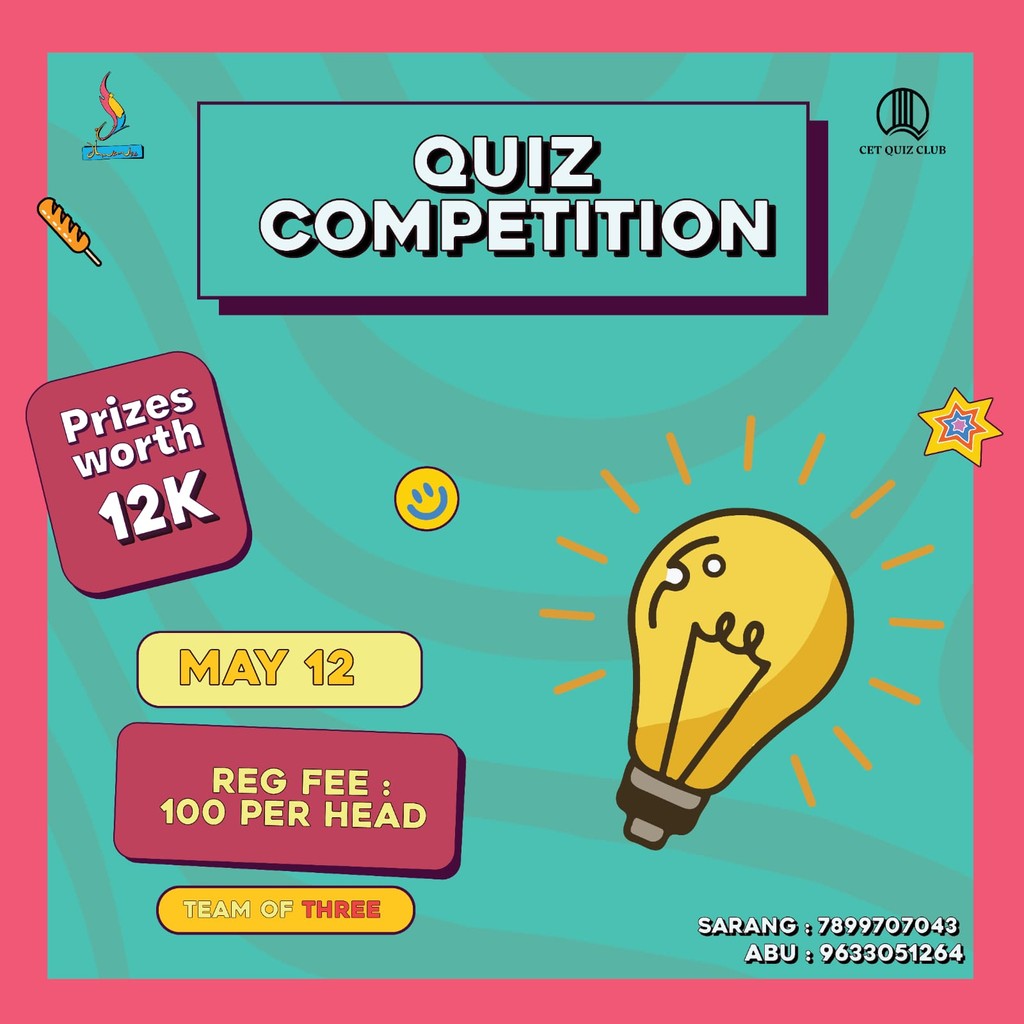 CET QUIZ CLUB
QUIZ
COMPETITION
Prizes
worth
12K
MAY 12
REG FEE :
100 PER HEAD
TEAM OF THREE
SARANG : 7899707043
ABU : 9633051264